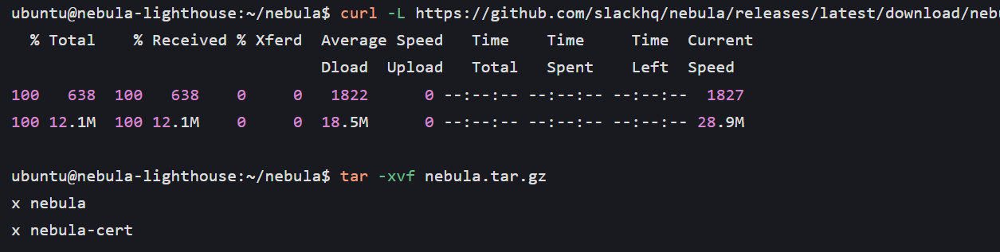 ubuntu@nebula-lighthouse:~/nebula$ curl -L https://github.com/slackhq/nebula/releases/latest/download/neb
% Total % Received % Xferd Average Speed Time Time Time Current
Dload Upload Total Spent Left Speed
100 638 100 638 0 0 1822 0 --:--:-- --:--:-- --:--:-- 1827
100 12.1M 100 12.1M 0 0 18.5M 0 --:--:-- --:--:-- --:--:-- 28.9M
ubuntu@nebula-lighthouse:~/nebula$ tar -xvf nebula.tar.gz
x nebula
x nebula-cert